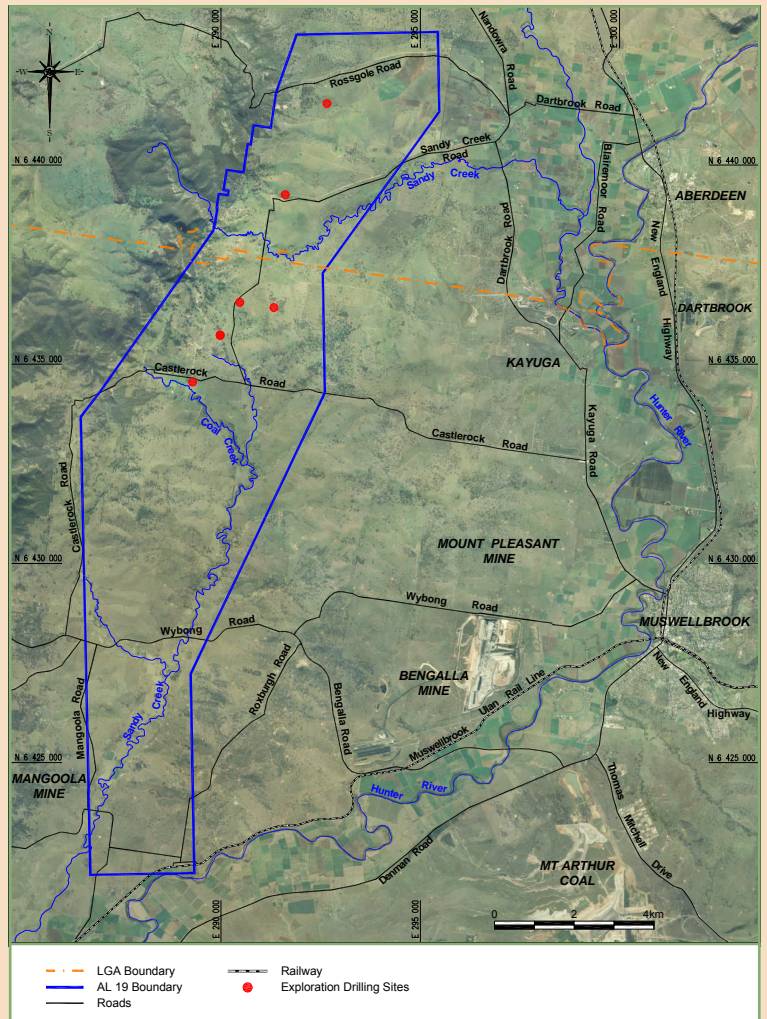 E 290 000
E 295 000
E 300 000
N
W
E
S
Nandowra
Road
Rossgole Road
Dartbrook Road
Sandy Creek
Road
Sandy Creek
Blairemoor Road
N 6 440 000
N 6 440 000
ABERDEEN
Dartbrook Road
New England Highway
DARTBROOK
N 6 435 000
N 6 435 000
KAYUGA
Castlerock Road
Hunter River
Coal Creek
Castlerock Road
Kayuga Road
Castlerock Road
MOUNT PLEASANT
MINE
N 6 430 000
N 6 430 000
Wybong Road
Wybong Road
MUSWELLBROOK
Roxburgh Road
BENGALLA
MINE
New England
Highway
Mangoola Road
Sandy Creek
Bengalla Road
Muswellbrook Ulan Rail Line
N 6 425 000
N 6 425 000
MANGOOLA
MINE
Hunter River
Thomas Mitchell Drive
Denman Road
MT ARTHUR
COAL
0 2 4km
E 290 000
E 295 000
LGA Boundary
Railway
AL 19 Boundary
Exploration Drilling Sites
Roads